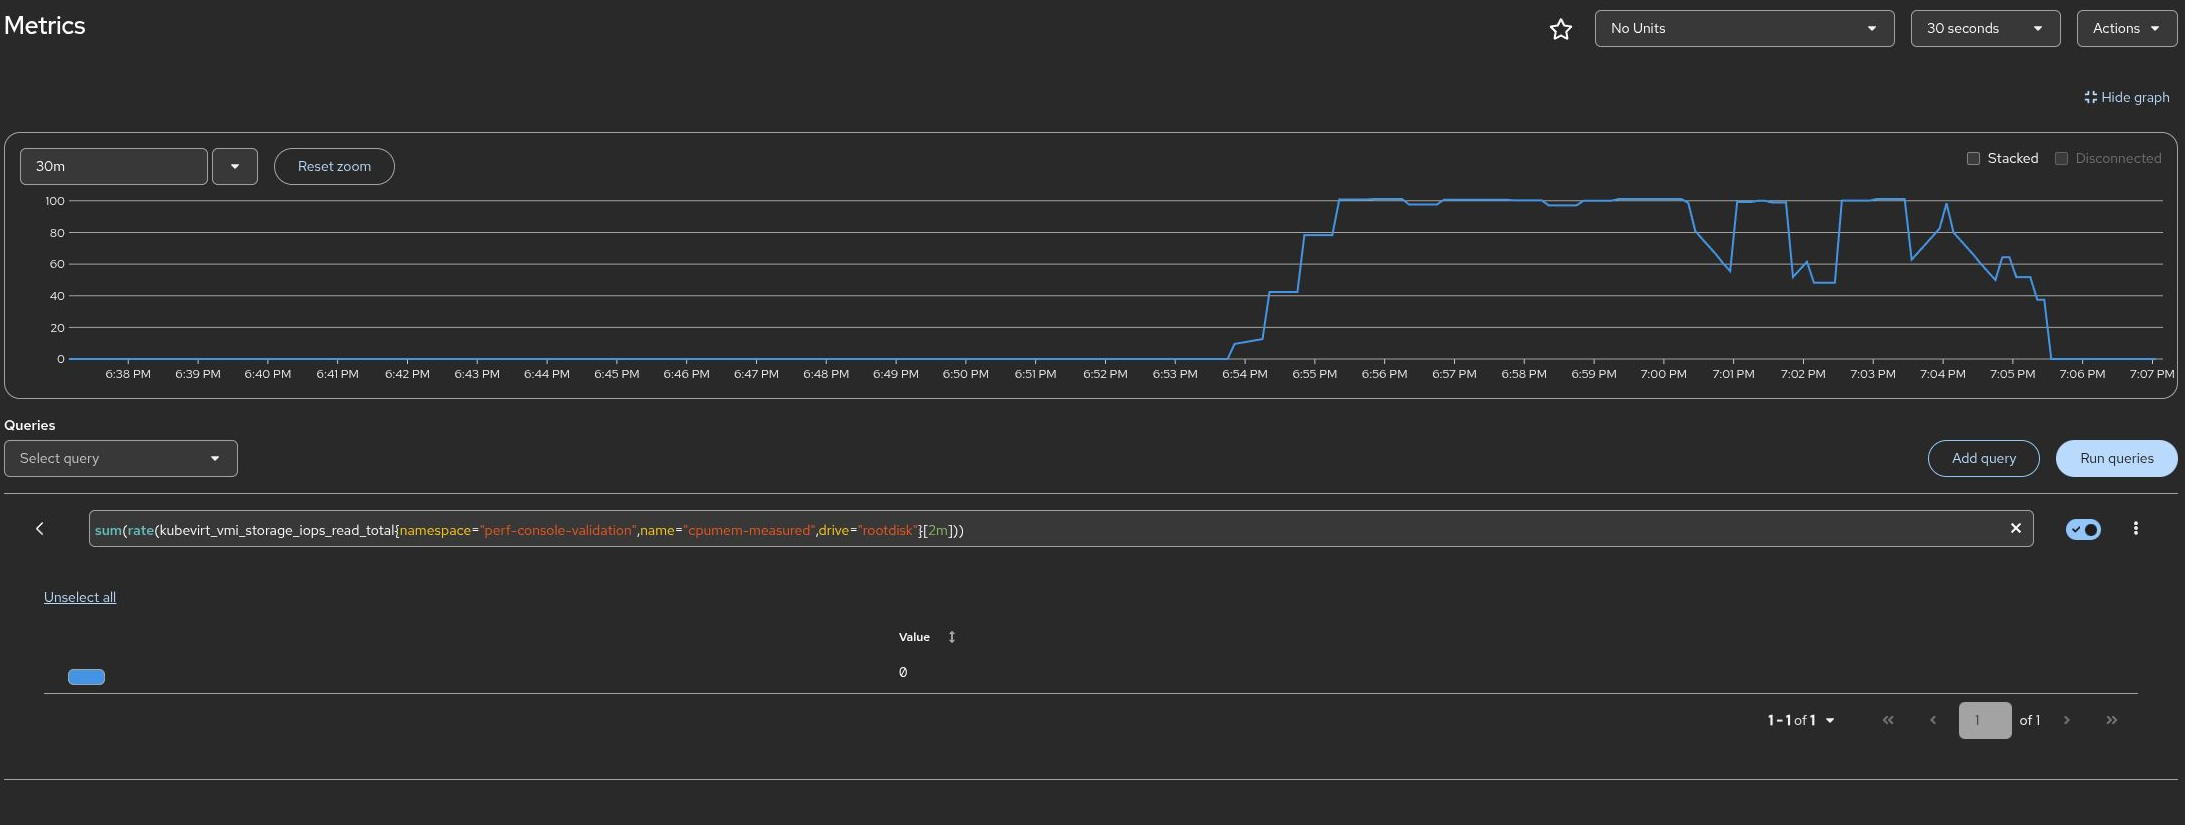 Metrics
No Units
30 seconds
Actions
Hide graph
30m
Reset zoom
Stacked
Disconnected
100
80
60
40
20
0
6:38 PM 6:39 PM 6:40 PM 6:41 PM 6:42 PM 6:43 PM 6:44 PM 6:45 PM 6:46 PM 6:47 PM 6:48 PM 6:49 PM 6:50 PM 6:51 PM 6:52 PM 6:53 PM 6:54 PM 6:55 PM 6:56 PM 6:57 PM 6:58 PM 6:59 PM 7:00 PM 7:01 PM 7:02 PM 7:03 PM 7:04 PM 7:05 PM 7:06 PM 7:07 PM
Queries
Select query
Add query
Run queries
sum(rate(kubevirt_vmi_storage_iops_read_total{namespace="perf-console-validation",name="cpumem-measured",drive="rootdisk"}[2m]))
Unselect all
Value
0
1 - 1 of 1
1 of 1